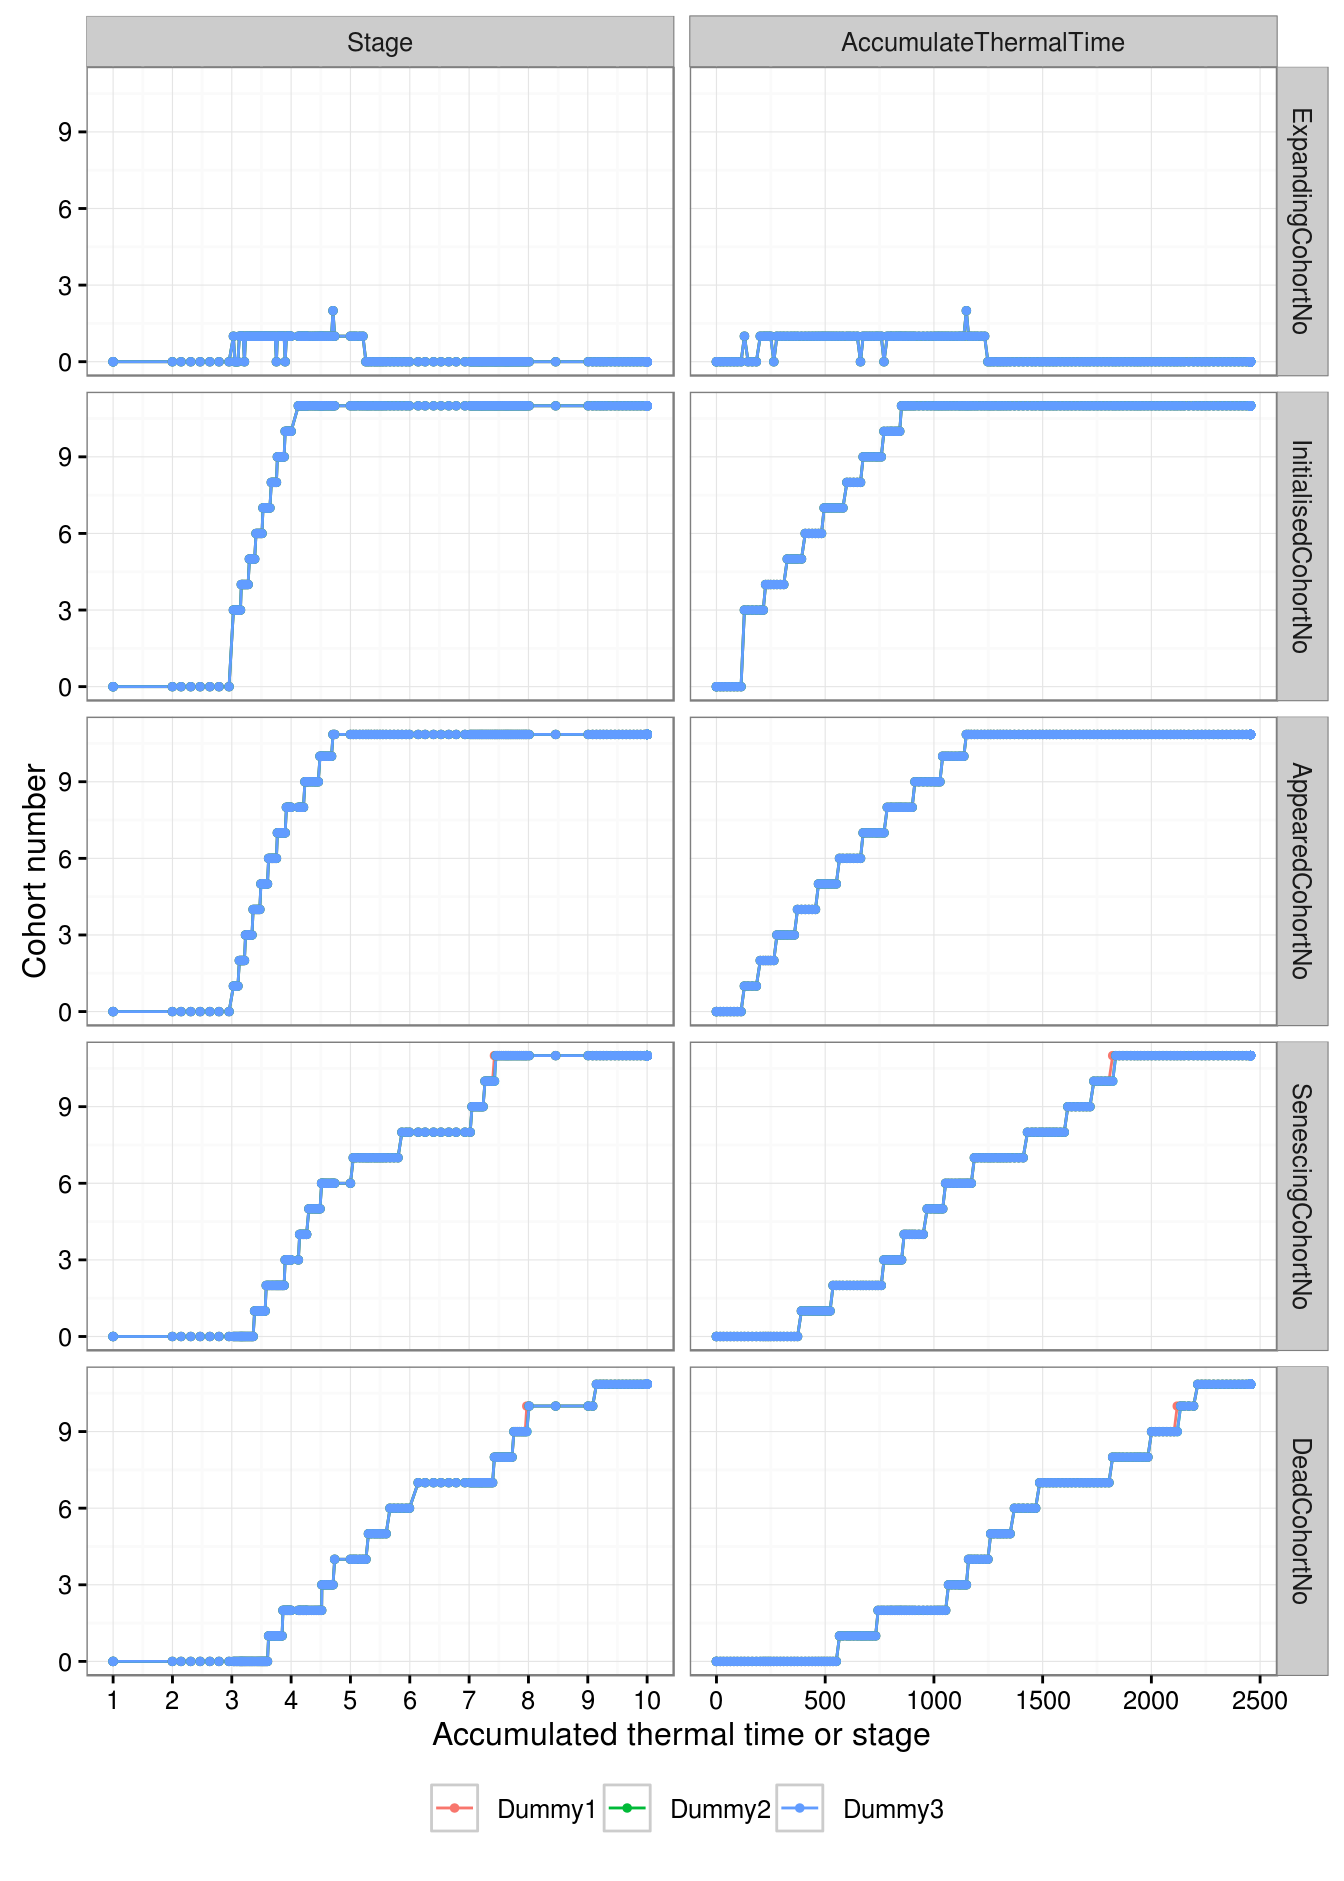 Stage
AccumulateThermalTime
9
6
3
0
ExpandingCohortNo
9
6
3
0
InitialisedCohortNo
9
6
3
0
AppearedCohortNo
9
6
3
0
SenescingCohortNo
9
6
3
0
DeadCohortNo
Cohort number
1 2 3 4 5 6 7 8 9 10
0 500 1000 1500 2000 2500
Accumulated thermal time or stage
Dummy1 Dummy2 Dummy3